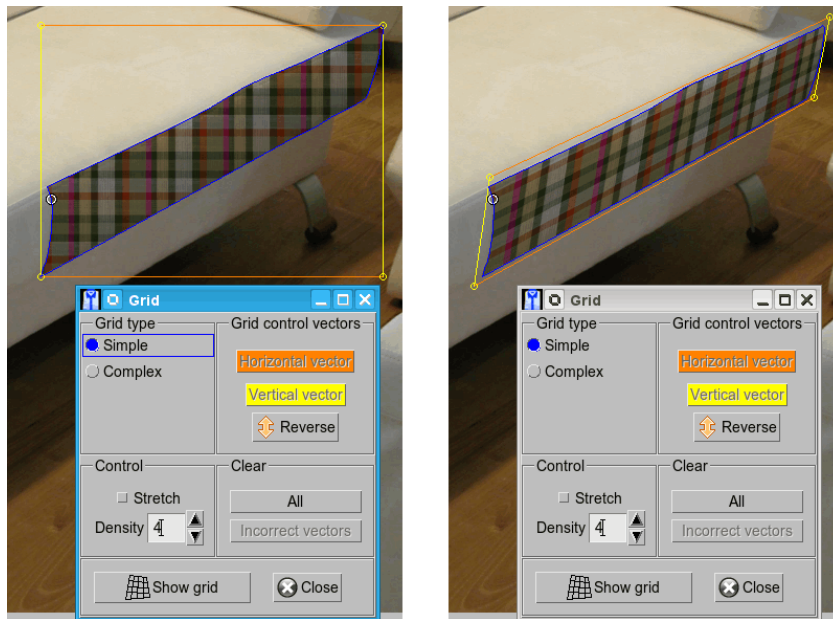 Grid
Grid type
Simple
Complex
Grid control vectors
Horizontal vector
Vertical vector
Reverse
Control
Stretch
Density 4
Clear
All
Incorrect vectors
Show grid
Close
Grid
Grid type
Simple
Complex
Grid control vectors
Horizontal vector
Vertical vector
Reverse
Control
Stretch
Density 4
Clear
All
Incorrect vectors
Show grid
Close